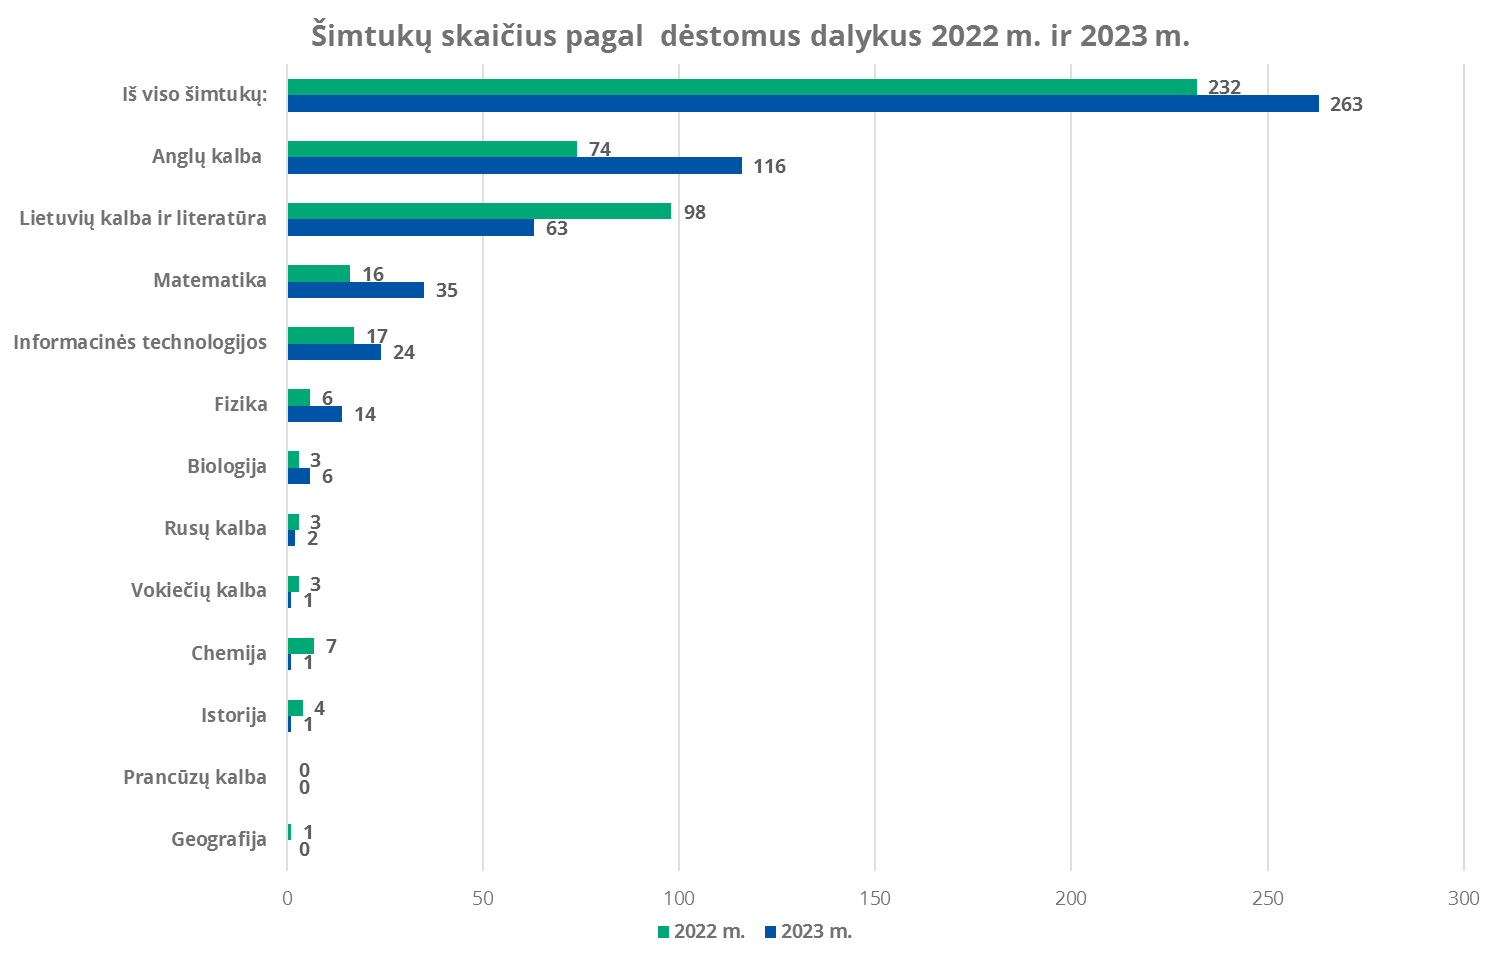 Šimtukų skaičius pagal  dėstomus dalykus 2022 m. ir 2023 m.
Iš viso šimtukų:
232
263
Anglų kalba
74
116
Lietuvių kalba ir literatūra
98
63
Matematika
16
35
Informacinės technologijos
17
24
Fizika
6
14
Biologija
3
6
Rusų kalba
3
2
Vokiečių kalba
3
1
Chemija
7
1
Istorija
4
1
Prancūzų kalba
0
0
Geografija
1
0
0 50 100 150 200 250 300
2022 m. 2023 m.